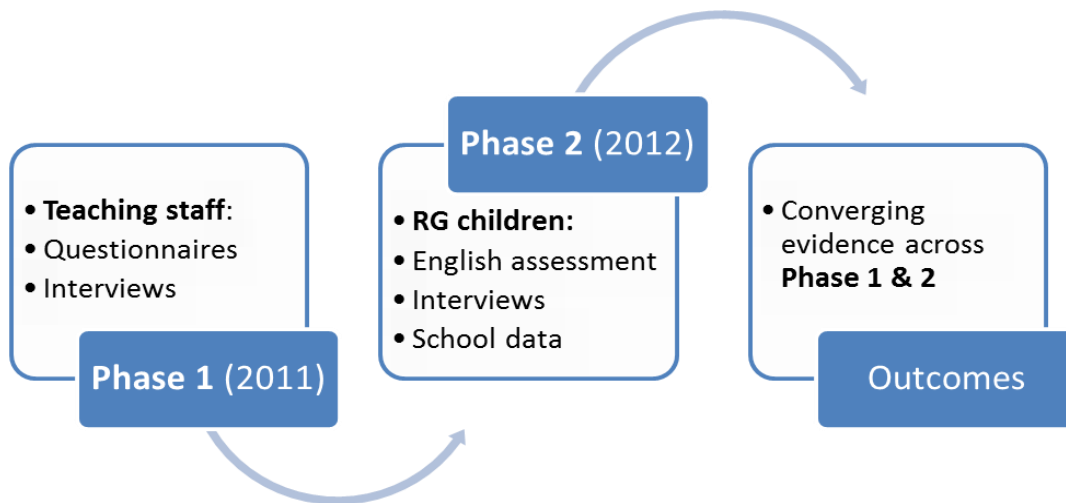 • Teaching staff:
• Questionnaires
• Interviews
Phase 1 (2011)
Phase 2 (2012)
• RG children:
• English assessment
• Interviews
• School data
• Converging
evidence across
Phase 1 & 2
Outcomes